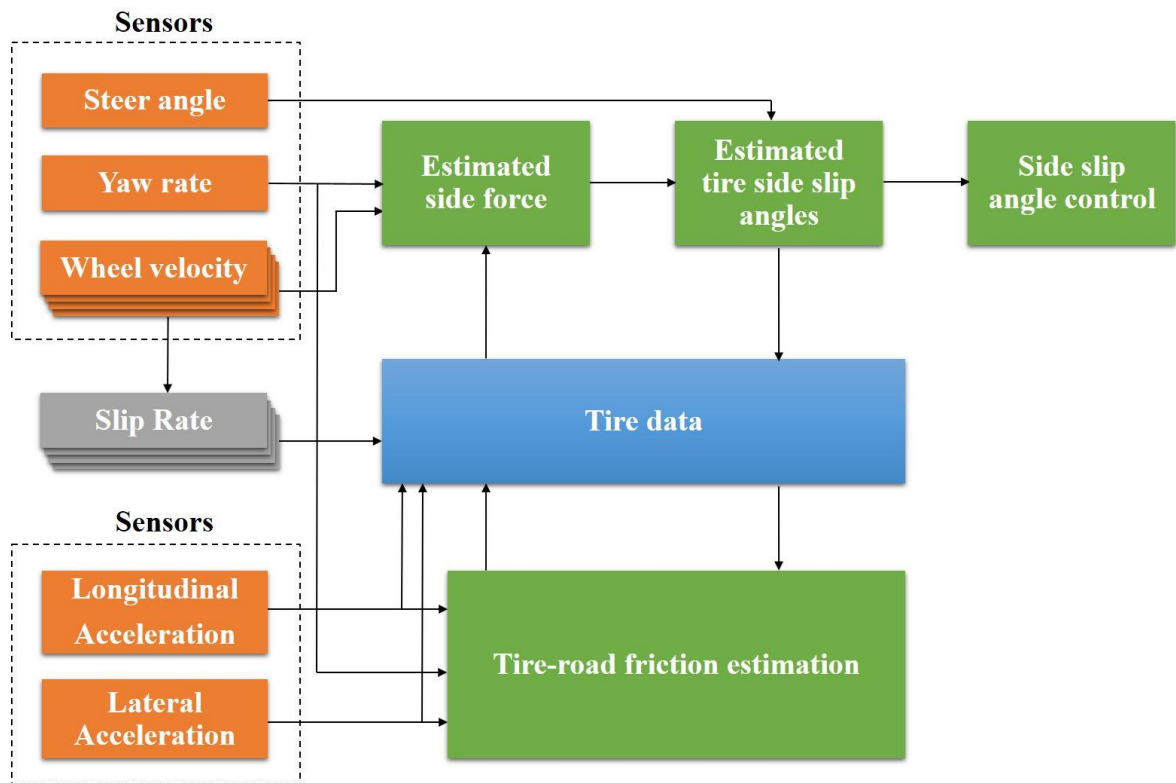 Sensors
Steer angle
Yaw rate
Wheel velocity
Slip Rate
Estimated
side force
Estimated
tire side slip
angles
Side slip
angle control
Tire data
Sensors
Longitudinal
Acceleration
Lateral
Acceleration
Tire-road friction estimation